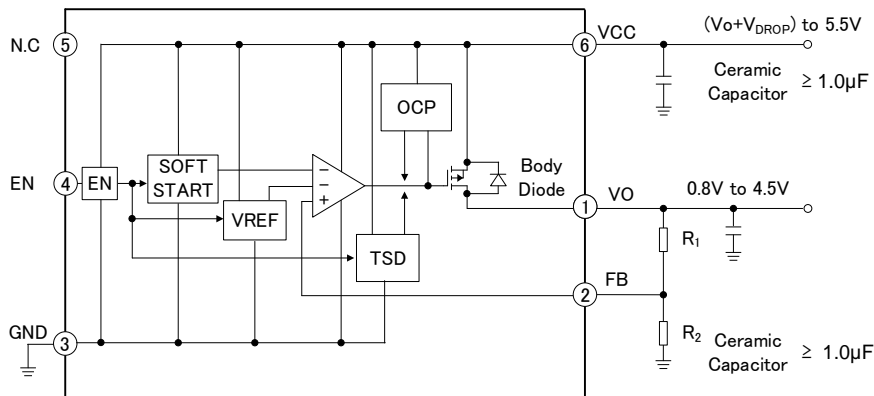 N.C
5
6
VCC
(Vo+VDROP) to 5.5V
Ceramic
Capacitor
≥ 1.0µF
OCP
EN
4
EN
SOFT
START
−
−
+
Body
Diode
VREF
VO
1
0.8V to 4.5V
R1
TSD
FB
2
GND
3
R2
Ceramic
Capacitor
≥ 1.0µF